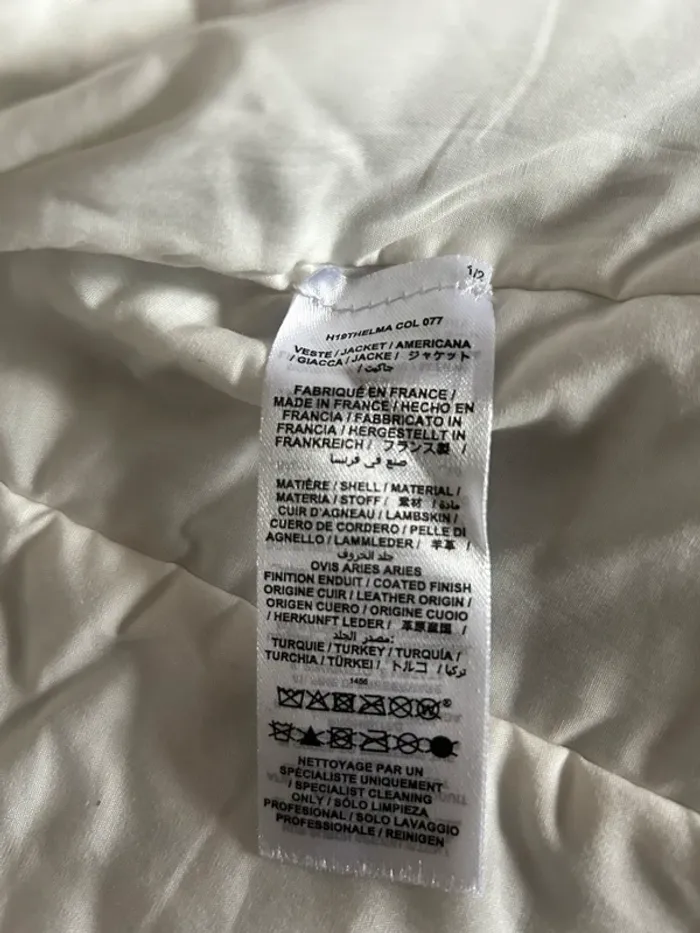 1/2
H19THELMA COL 077
VESTE / JACKET / AMERICANA
/ GIACCA / JACKE / ジャケット
/ جاكيت
FABRIQUÉ EN FRANCE /
MADE IN FRANCE / HECHO EN
FRANCIA / FABBRICATO IN
FRANCIA / HERGESTELLT IN
FRANKREICH / フランス製 /
صنع في فرنسا
MATIÈRE / SHELL / MATERIAL /
MATERIA / STOFF / 素材 / مادة /
CUIR D'AGNEAU / LAMBSKIN /
CUERO DE CORDERO / PELLE DI
AGNELLO / LAMMLEDER / 羊革 /
جلد الخروف
OVIS ARIES ARIES
FINITION ENDUIT / COATED FINISH
ORIGINE CUIR / LEATHER ORIGIN /
ORIGEN CUERO / ORIGINE CUOIO
/ HERKUNFT LEDER / 革原産国 /
مصدر الجلد:
TURQUIE / TURKEY / TURQUÍA /
TURCHIA / TÜRKEI / トルコ / تركيا
1486
W®
NETTOYAGE PAR UN
SPÉCIALISTE UNIQUEMENT
/ SPECIALIST CLEANING
ONLY / SÓLO LIMPIEZA
PROFESIONAL / SOLO LAVAGGIO
PROFESSIONALE / REINIGEN